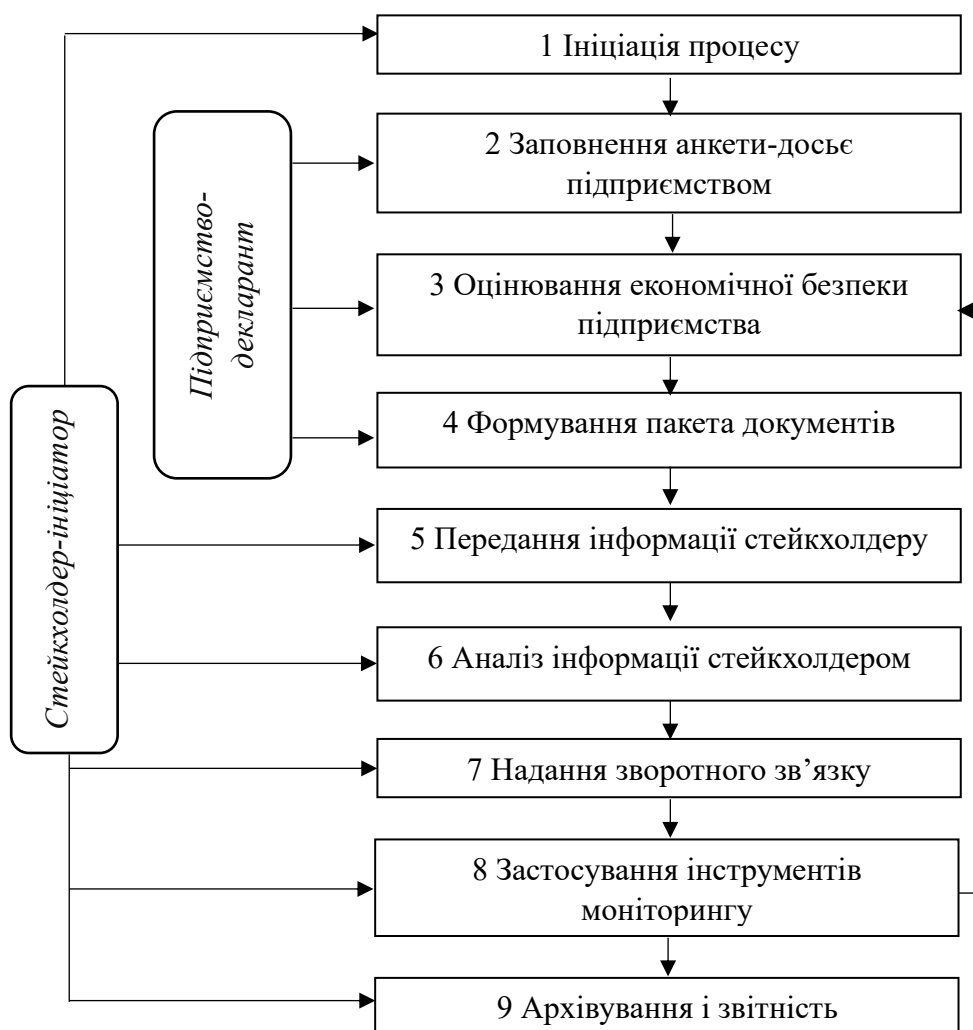 1 Ініціація процесу
2 Заповнення анкети-досьє
підприємством
Підприємство-
декларант
3 Оцінювання економічної безпеки
підприємства
4 Формування пакета документів
Стейкхолдер-ініціатор
5 Передання інформації стейкхолдеру
6 Аналіз інформації стейкхолдером
7 Надання зворотного зв’язку
8 Застосування інструментів
моніторингу
9 Архівування і звітність